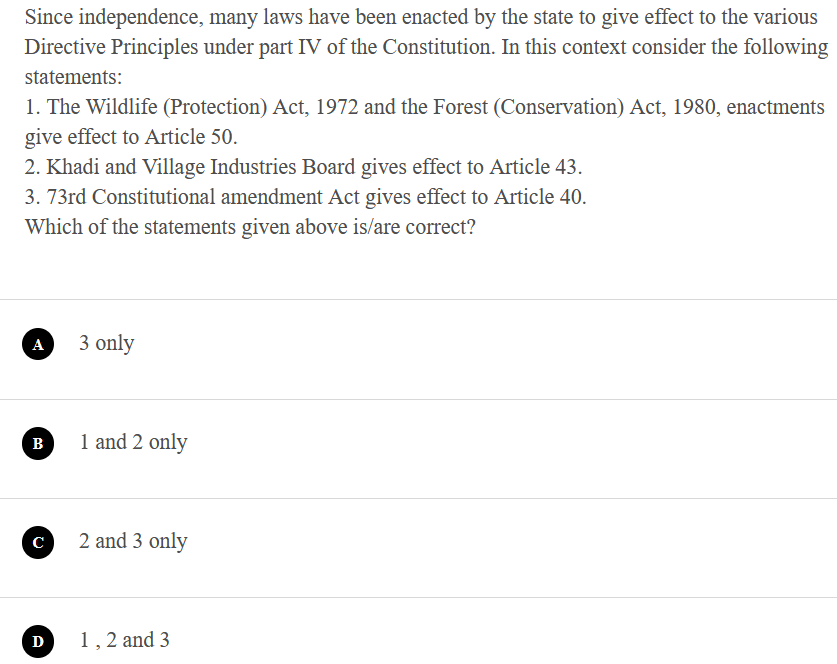 Since independence, many laws have been enacted by the state to give effect to the various
Directive Principles under part IV of the Constitution. In this context consider the following
statements:
1. The Wildlife (Protection) Act, 1972 and the Forest (Conservation) Act, 1980, enactments
give effect to Article 50.
2. Khadi and Village Industries Board gives effect to Article 43.
3. 73rd Constitutional amendment Act gives effect to Article 40.
Which of the statements given above is/are correct?
A 3 only
B 1 and 2 only
C 2 and 3 only
D 1 , 2 and 3